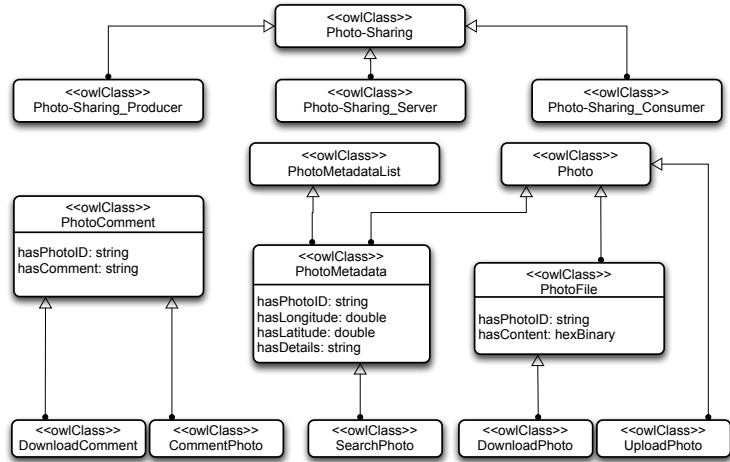 <<owlClass>>
Photo-Sharing
<<owlClass>>
Photo-Sharing_Producer
<<owlClass>>
Photo-Sharing_Server
<<owlClass>>
Photo-Sharing_Consumer
<<owlClass>>
PhotoMetadataList
<<owlClass>>
Photo
<<owlClass>>
PhotoComment
hasPhotoID: string
hasComment: string
<<owlClass>>
PhotoMetadata
hasPhotoID: string
hasLongitude: double
hasLatitude: double
hasDetails: string
<<owlClass>>
PhotoFile
hasPhotoID: string
hasContent: hexBinary
<<owlClass>>
DownloadComment
<<owlClass>>
CommentPhoto
<<owlClass>>
SearchPhoto
<<owlClass>>
DownloadPhoto
<<owlClass>>
UploadPhoto